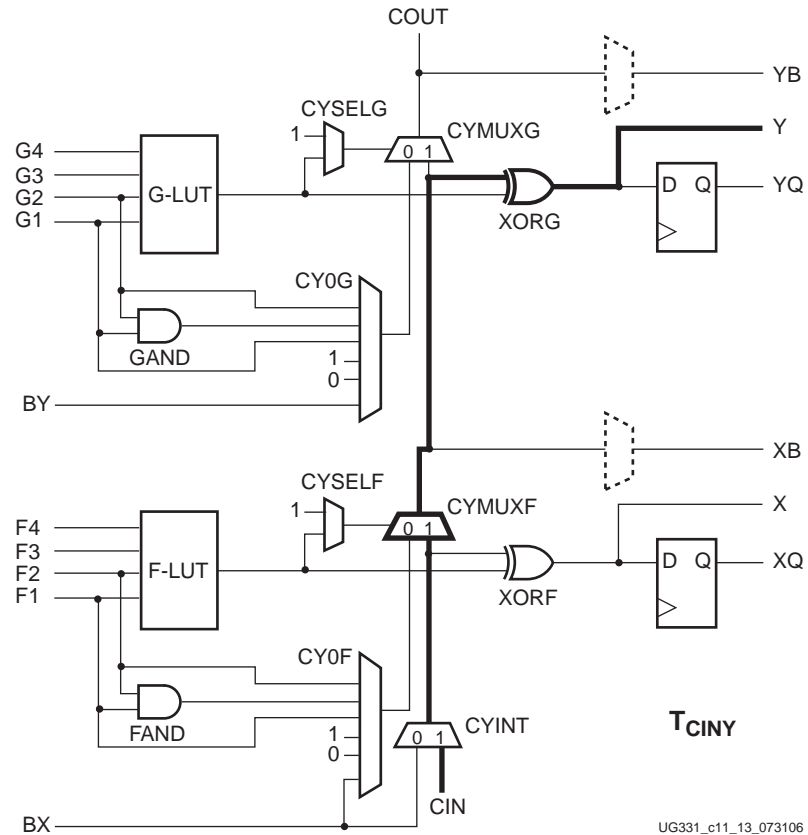 COUT
YB
CYSELG
1
CYMUXG
Y
0 1
G4
G3
G2
G1
G-LUT
D Q
YQ
XORG
CY0G
GAND
1
0
BY
XB
CYSELF
1
CYMUXF
X
0 1
F4
F3
F2
F1
F-LUT
D Q
XQ
XORF
CY0F
FAND
CYINT
TCINY
1
0
0 1
CIN
BX
UG331_c11_13_073106